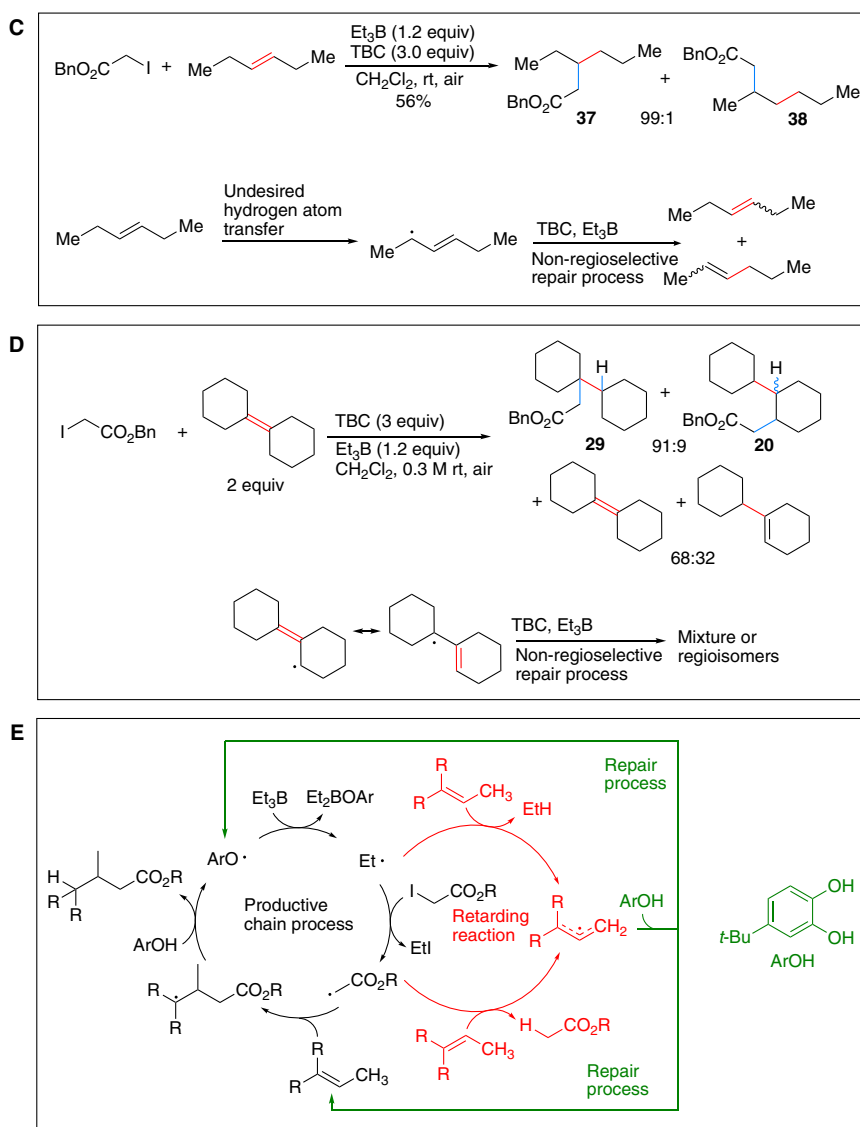 C
Et3B (1.2 equiv)
TBC (3.0 equiv)
BnO2C I + Me Me
CH2Cl2, rt, air
56%
Me Me
BnO2C
37
+
99:1
BnO2C
Me Me
38
Me Me
Undesired
hydrogen atom
transfer
Me • Me
TBC, Et3B
Non-regioselective
repair process
Me Me
+
Me Me
D
I CO2Bn
+
2 equiv
TBC (3 equiv)
Et3B (1.2 equiv)
CH2Cl2, 0.3 M rt, air
H
BnO2C
29
+
91:9
H
BnO2C
20
+ +
68:32
•
•
TBC, Et3B
Non-regioselective
repair process
Mixture or
regioisomers
E
Repair
process
R
R CH3
EtH
Et3B Et2BOAr
ArO• Et•
H CO2R
R R
Productive
chain process
I CO2R
Retarding
reaction
R
R • CH2
ArOH
ArOH
EtI
• CO2R
R • CO2R
R
R
R CH3
H CO2R
R
R CH3
Repair
process
OH
t-Bu OH
ArOH